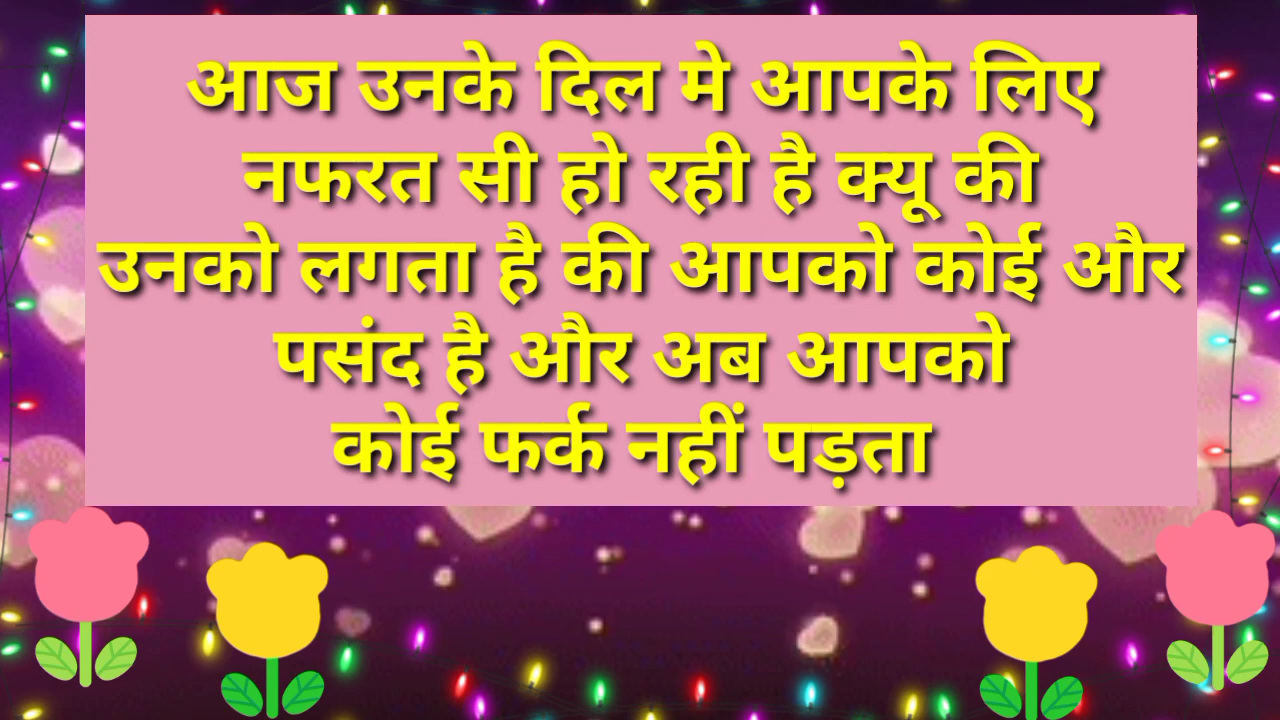 आज उनके दिल मे आपके लिए
नफरत सी हो रही है क्यू की
उनको लगता है की आपको कोई और
पसंद है और अब आपको
कोई फर्क नहीं पड़ता